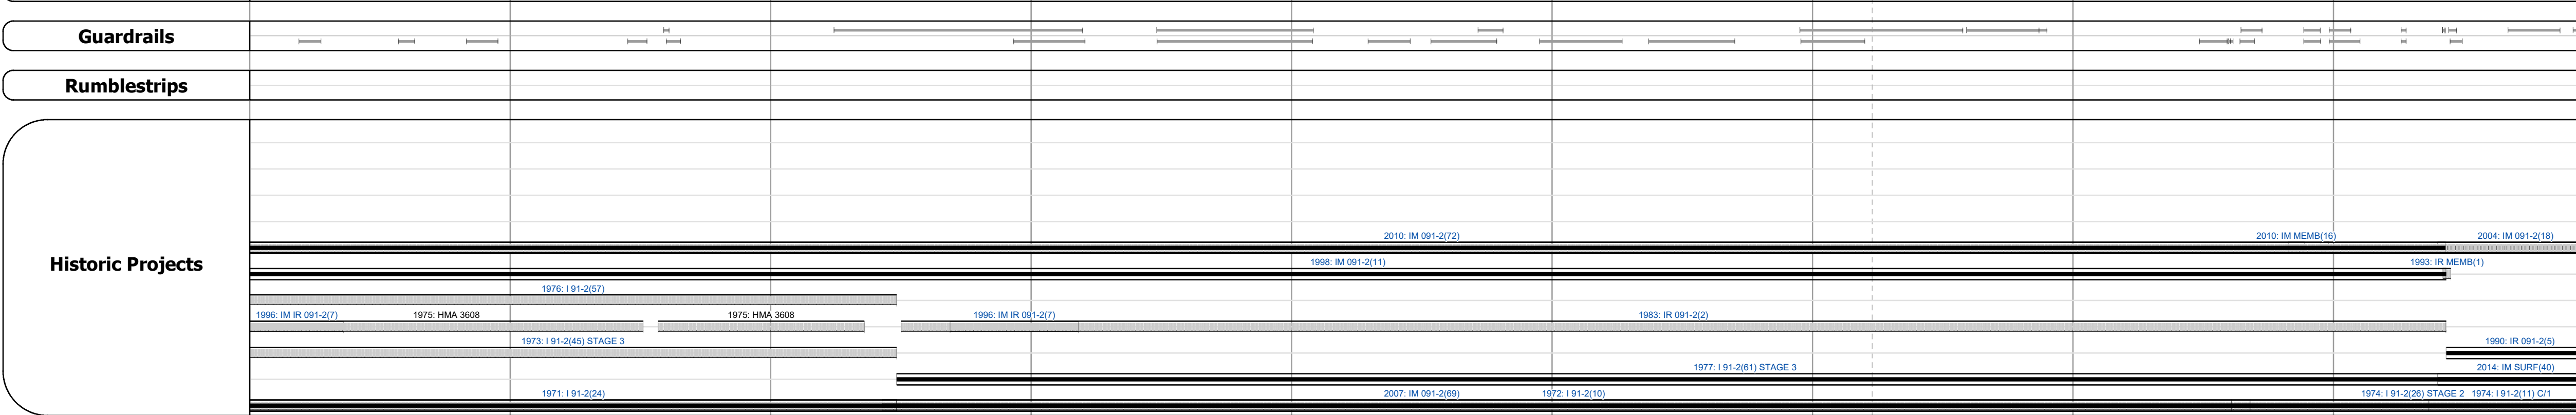 Guardrails
Rumblestrips
Historic Projects
2010: IM 091-2(72) 2010: IM MEMB(16) 2004: IM 091-2(18)
1998: IM 091-2(11) 1993: IR MEMB(1)
1976: I 91-2(57)
1996: IM IR 091-2(7) 1975: HMA 3608 1975: HMA 3608 1996: IM IR 091-2(7) 1983: IR 091-2(2)
1973: I 91-2(45) STAGE 3 1990: IR 091-2(5)
1977: I 91-2(61) STAGE 3 2014: IM SURF(40)
1971: I 91-2(24) 2007: IM 091-2(69) 1972: I 91-2(10) 1974: I 91-2(26) STAGE 2 1974: I 91-2(11) C/1